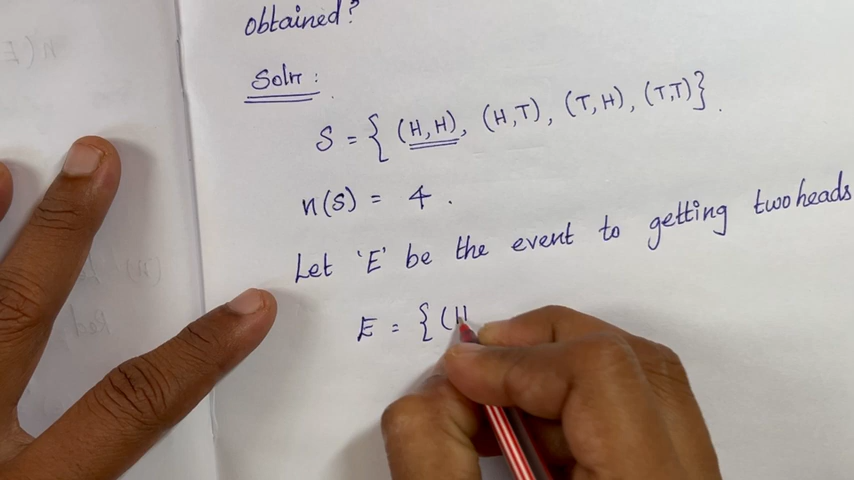 obtained?
Soln :
S = { (H,H), (H,T), (T,H), (T,T)}.
n(S) = 4.
Let 'E' be the event to getting two heads
E = { (H